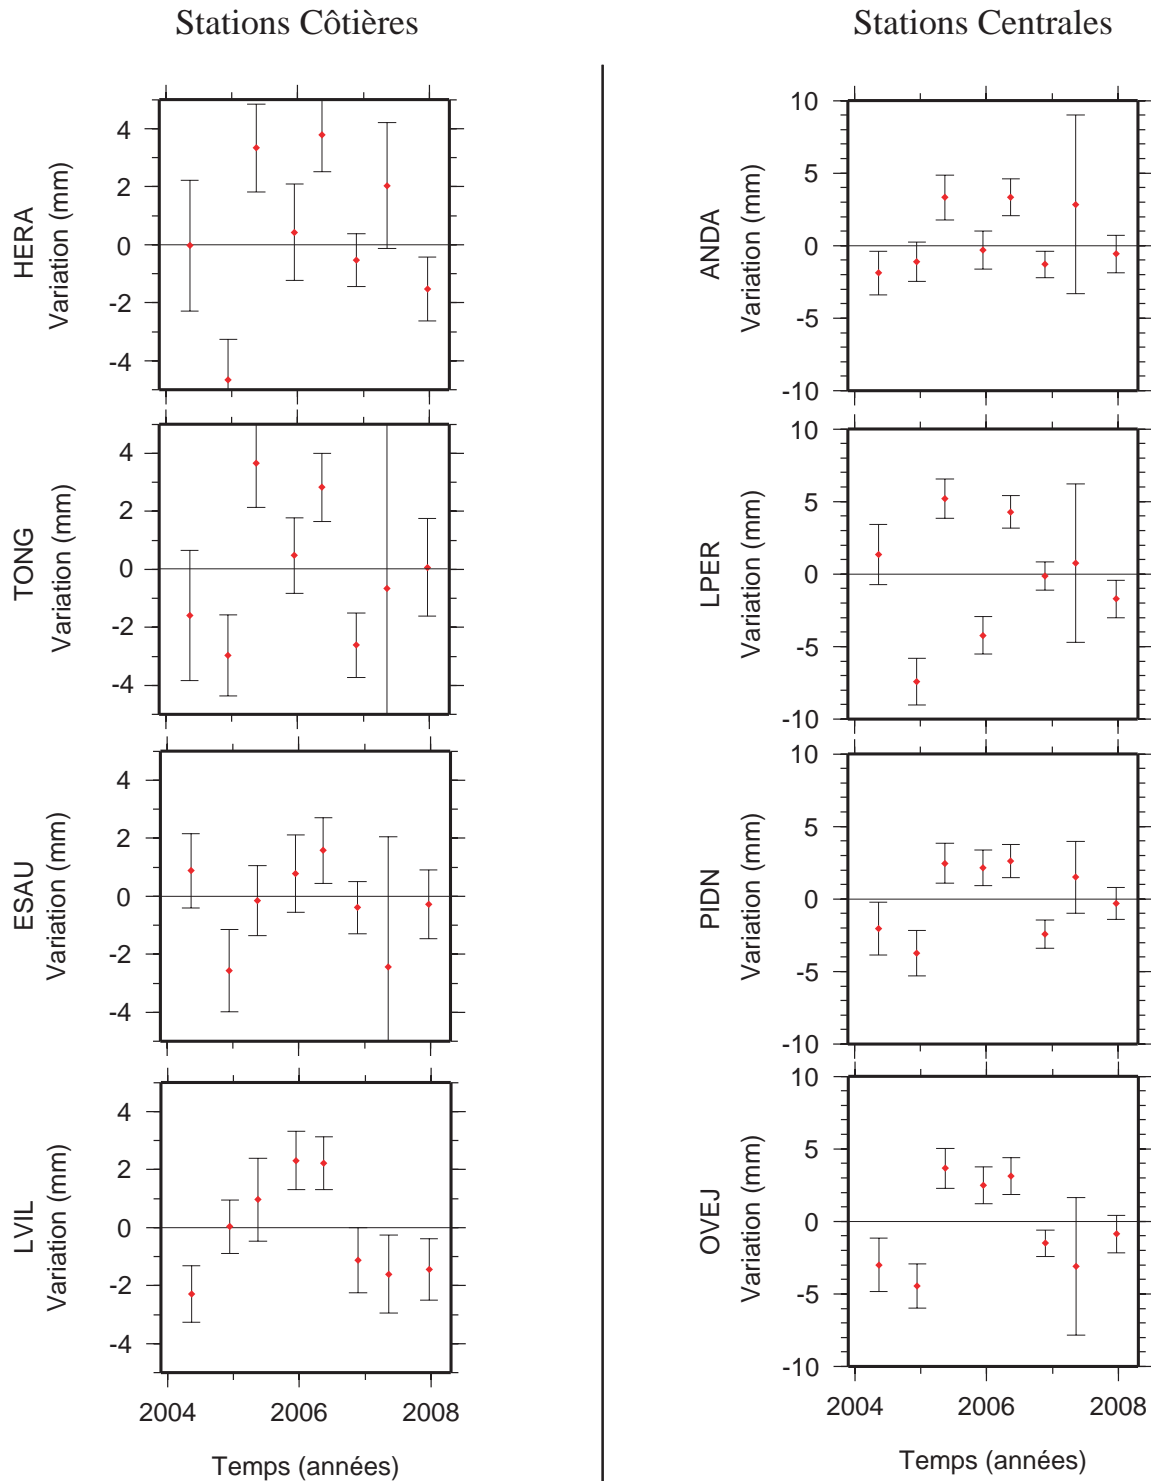 Stations Côtières
HERA
Variation (mm)
4
2
0
-2
-4
TONG
Variation (mm)
4
2
0
-2
-4
ESAU
Variation (mm)
4
2
0
-2
-4
LVIL
Variation (mm)
4
2
0
-2
-4
2004 2006 2008
Temps (années)
Stations Centrales
ANDA
Variation (mm)
10
5
0
-5
-10
LPER
Variation (mm)
10
5
0
-5
-10
PIDN
Variation (mm)
10
5
0
-5
-10
OVEJ
Variation (mm)
10
5
0
-5
-10
2004 2006 2008
Temps (années)